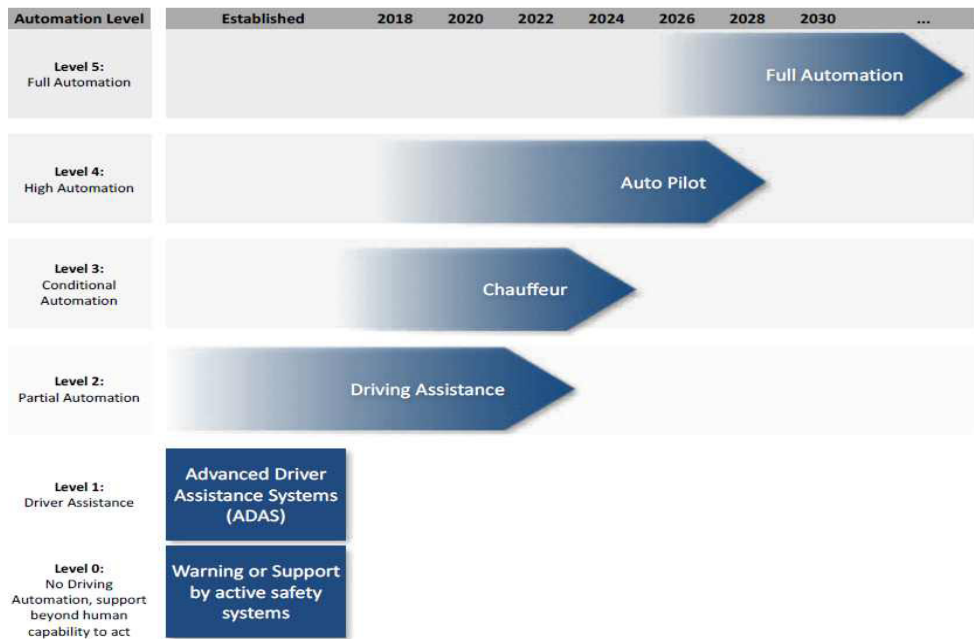 Automation Level Established 2018 2020 2022 2024 2026 2028 2030 ...
Level 5:
Full Automation
Full Automation
Level 4:
High Automation
Auto Pilot
Level 3:
Conditional
Automation
Chauffeur
Level 2:
Partial Automation
Driving Assistance
Level 1:
Driver Assistance
Advanced Driver
Assistance Systems
(ADAS)
Level 0:
No Driving
Automation, support
beyond human
capability to act
Warning or Support
by active safety
systems